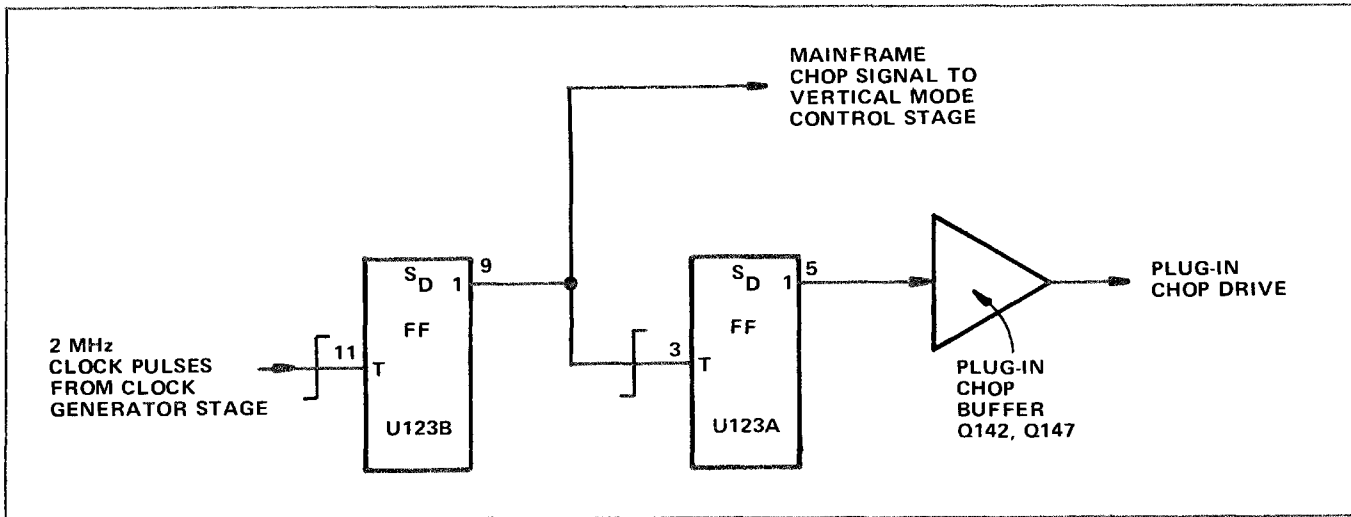 MAINFRAME
CHOP SIGNAL TO
VERTICAL MODE
CONTROL STAGE
2 MHz
CLOCK PULSES
FROM CLOCK
GENERATOR STAGE
11
T
SD 1
FF
U123B
9
3
T
SD 1
FF
U123A
5
PLUG-IN
CHOP
BUFFER
Q142, Q147
PLUG-IN
CHOP DRIVE